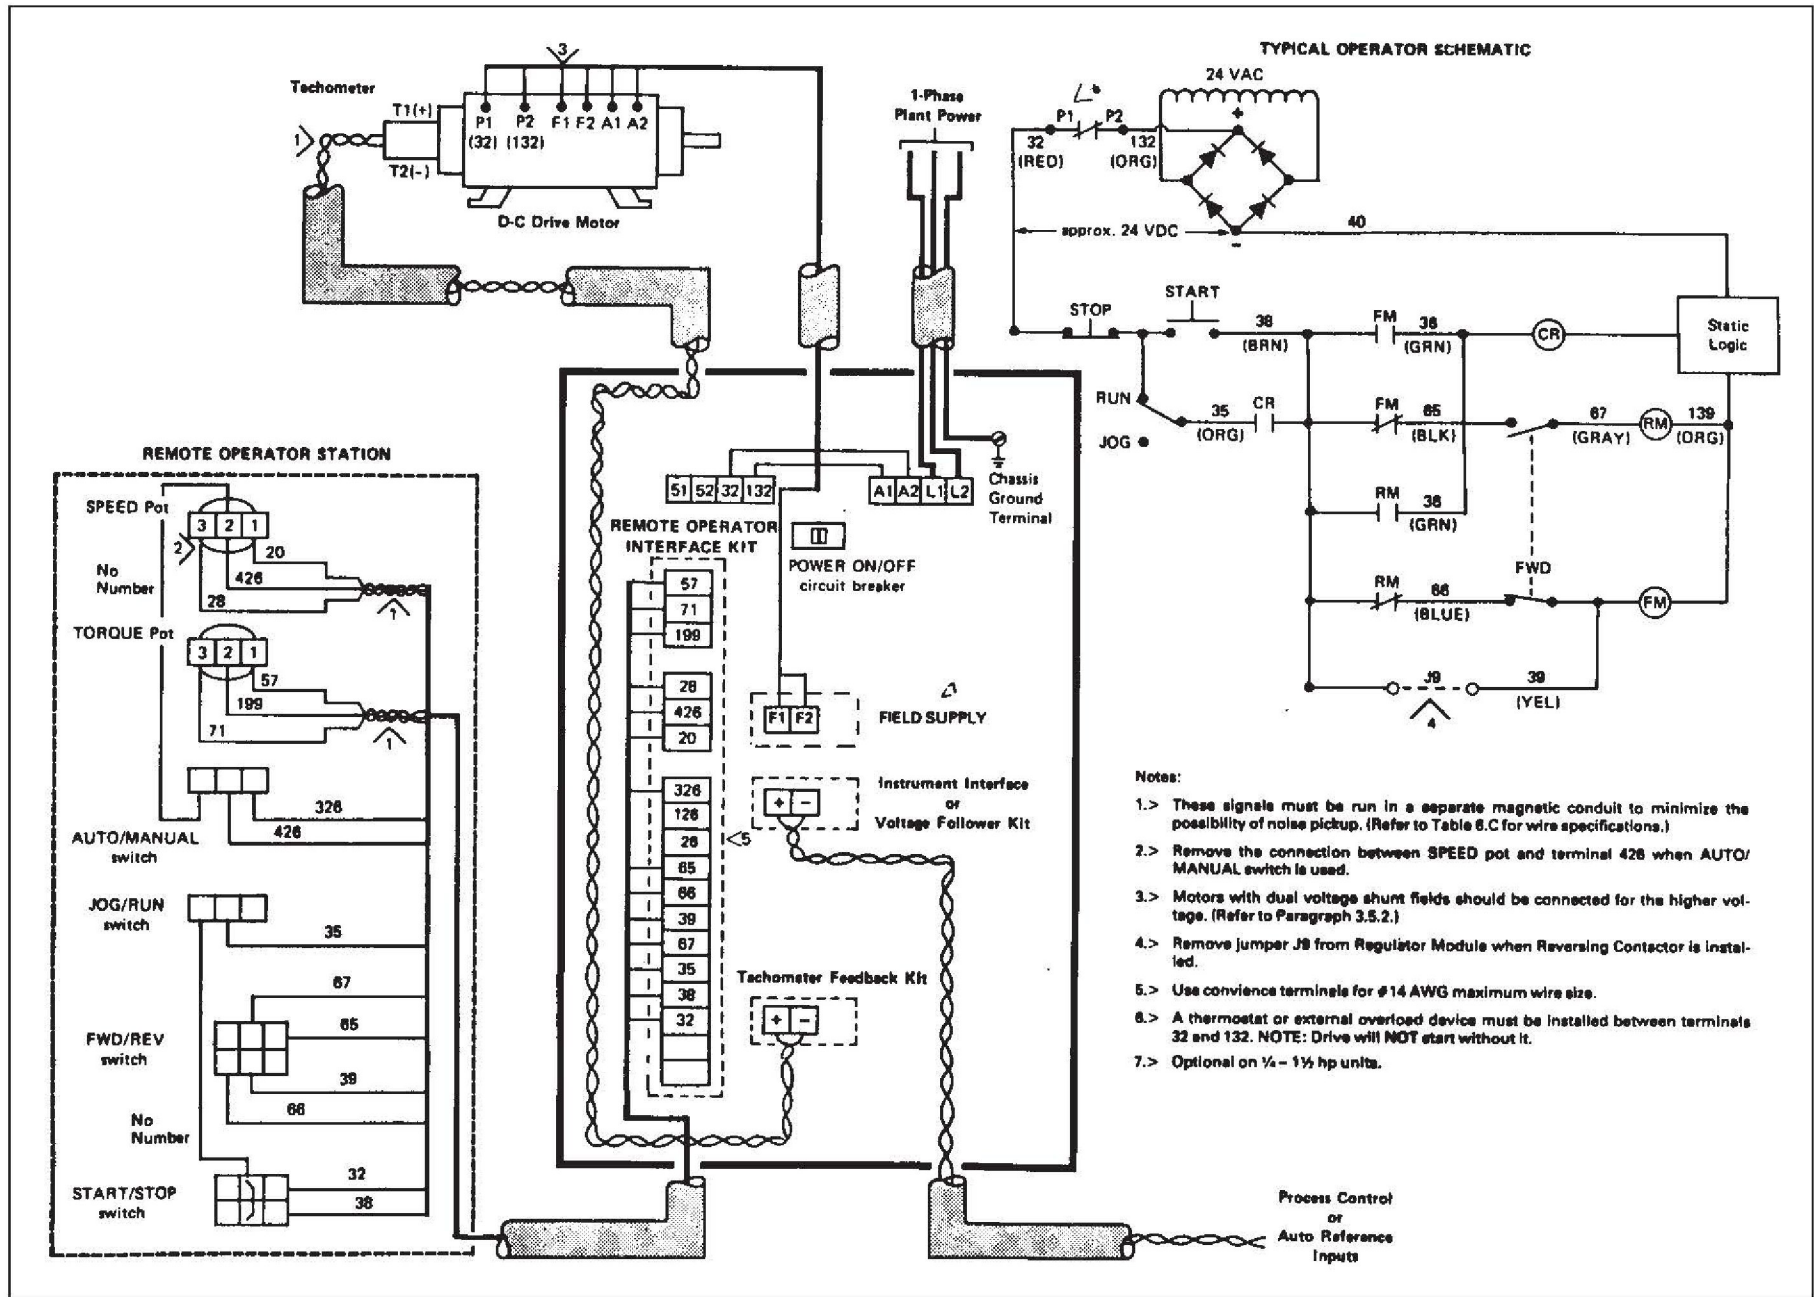 3
Tachometer
T1(+)
P1 P2 F1 F2 A1 A2
(32) (132)
1
T2(-)
D-C Drive Motor
1-Phase
Plant Power
TYPICAL OPERATOR SCHEMATIC
24 VAC
6
P1 P2
+
32
(RED)
132
(ORG)
approx. 24 VDC
-
40
STOP
START
38
(BRN)
FM
36
(GRN)
CR
Static
Logic
RUN
JOG
35
(ORG)
CR
FM
65
(BLK)
67
(GRAY)
RM
139
(ORG)
RM
36
(GRN)
RM
66
(BLUE)
FWD
FM
J9
39
(YEL)
4
Chassis
Ground
Terminal
51 52 32 132
A1 A2 L1 L2
REMOTE OPERATOR
INTERFACE KIT
POWER ON/OFF
circuit breaker
57
71
199
28
426
20
326
126
26
5
65
66
39
67
35
38
32
F1 F2
FIELD SUPPLY
+ -
Instrument Interface
or
Voltage Follower Kit
Tachometer Feedback Kit
+ -
REMOTE OPERATOR STATION
SPEED Pot
3 2 1
2
20
No
Number
426
28
1
TORQUE Pot
3 2 1
57
199
71
1
326
426
AUTO/MANUAL
switch
JOG/RUN
switch
35
67
65
FWD/REV
switch
39
66
No
Number
START/STOP
switch
32
38
Notes:
1.> These signals must be run in a separate magnetic conduit to minimize the
possibility of noise pickup. (Refer to Table 6.C for wire specifications.)
2.> Remove the connection between SPEED pot and terminal 426 when AUTO/
MANUAL switch is used.
3.> Motors with dual voltage shunt fields should be connected for the higher vol-
tage. (Refer to Paragraph 3.5.2.)
4.> Remove jumper J9 from Regulator Module when Reversing Contactor is instal-
led.
5.> Use convience terminals for #14 AWG maximum wire size.
6.> A thermostat or external overload device must be installed between terminals
32 and 132. NOTE: Drive will NOT start without it.
7.> Optional on ¼ – 1½ hp units.
Process Control
or
Auto Reference
Inputs